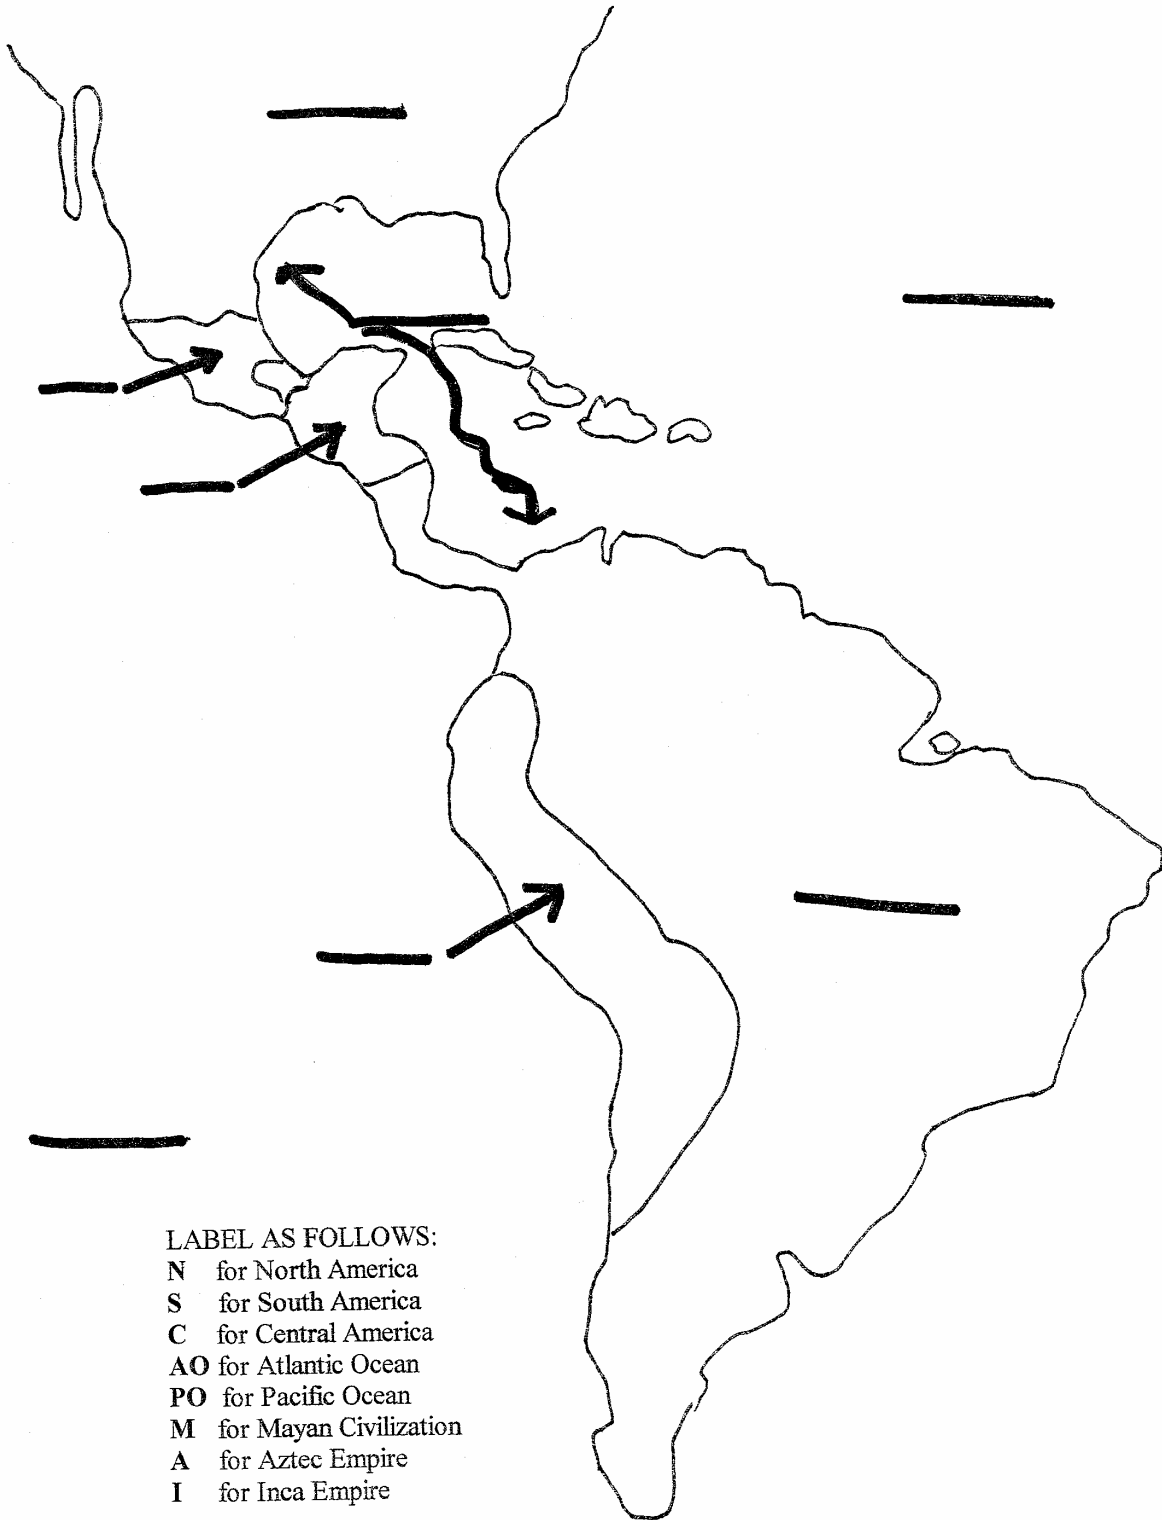 LABEL AS FOLLOWS:
N for North America
S for South America
C for Central America
AO for Atlantic Ocean
PO for Pacific Ocean
M for Mayan Civilization
A for Aztec Empire
I for Inca Empire